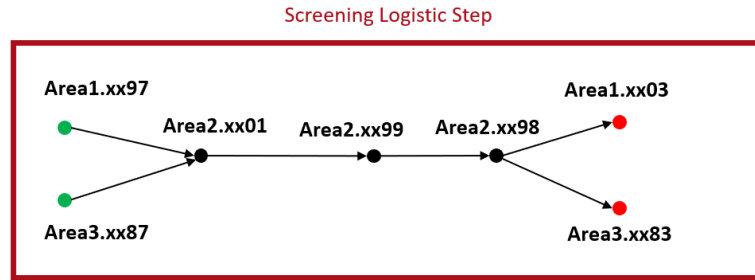 Screening Logistic Step
Area1.xx97
Area1.xx03
Area2.xx01
Area2.xx99
Area2.xx98
Area3.xx87
Area3.xx83